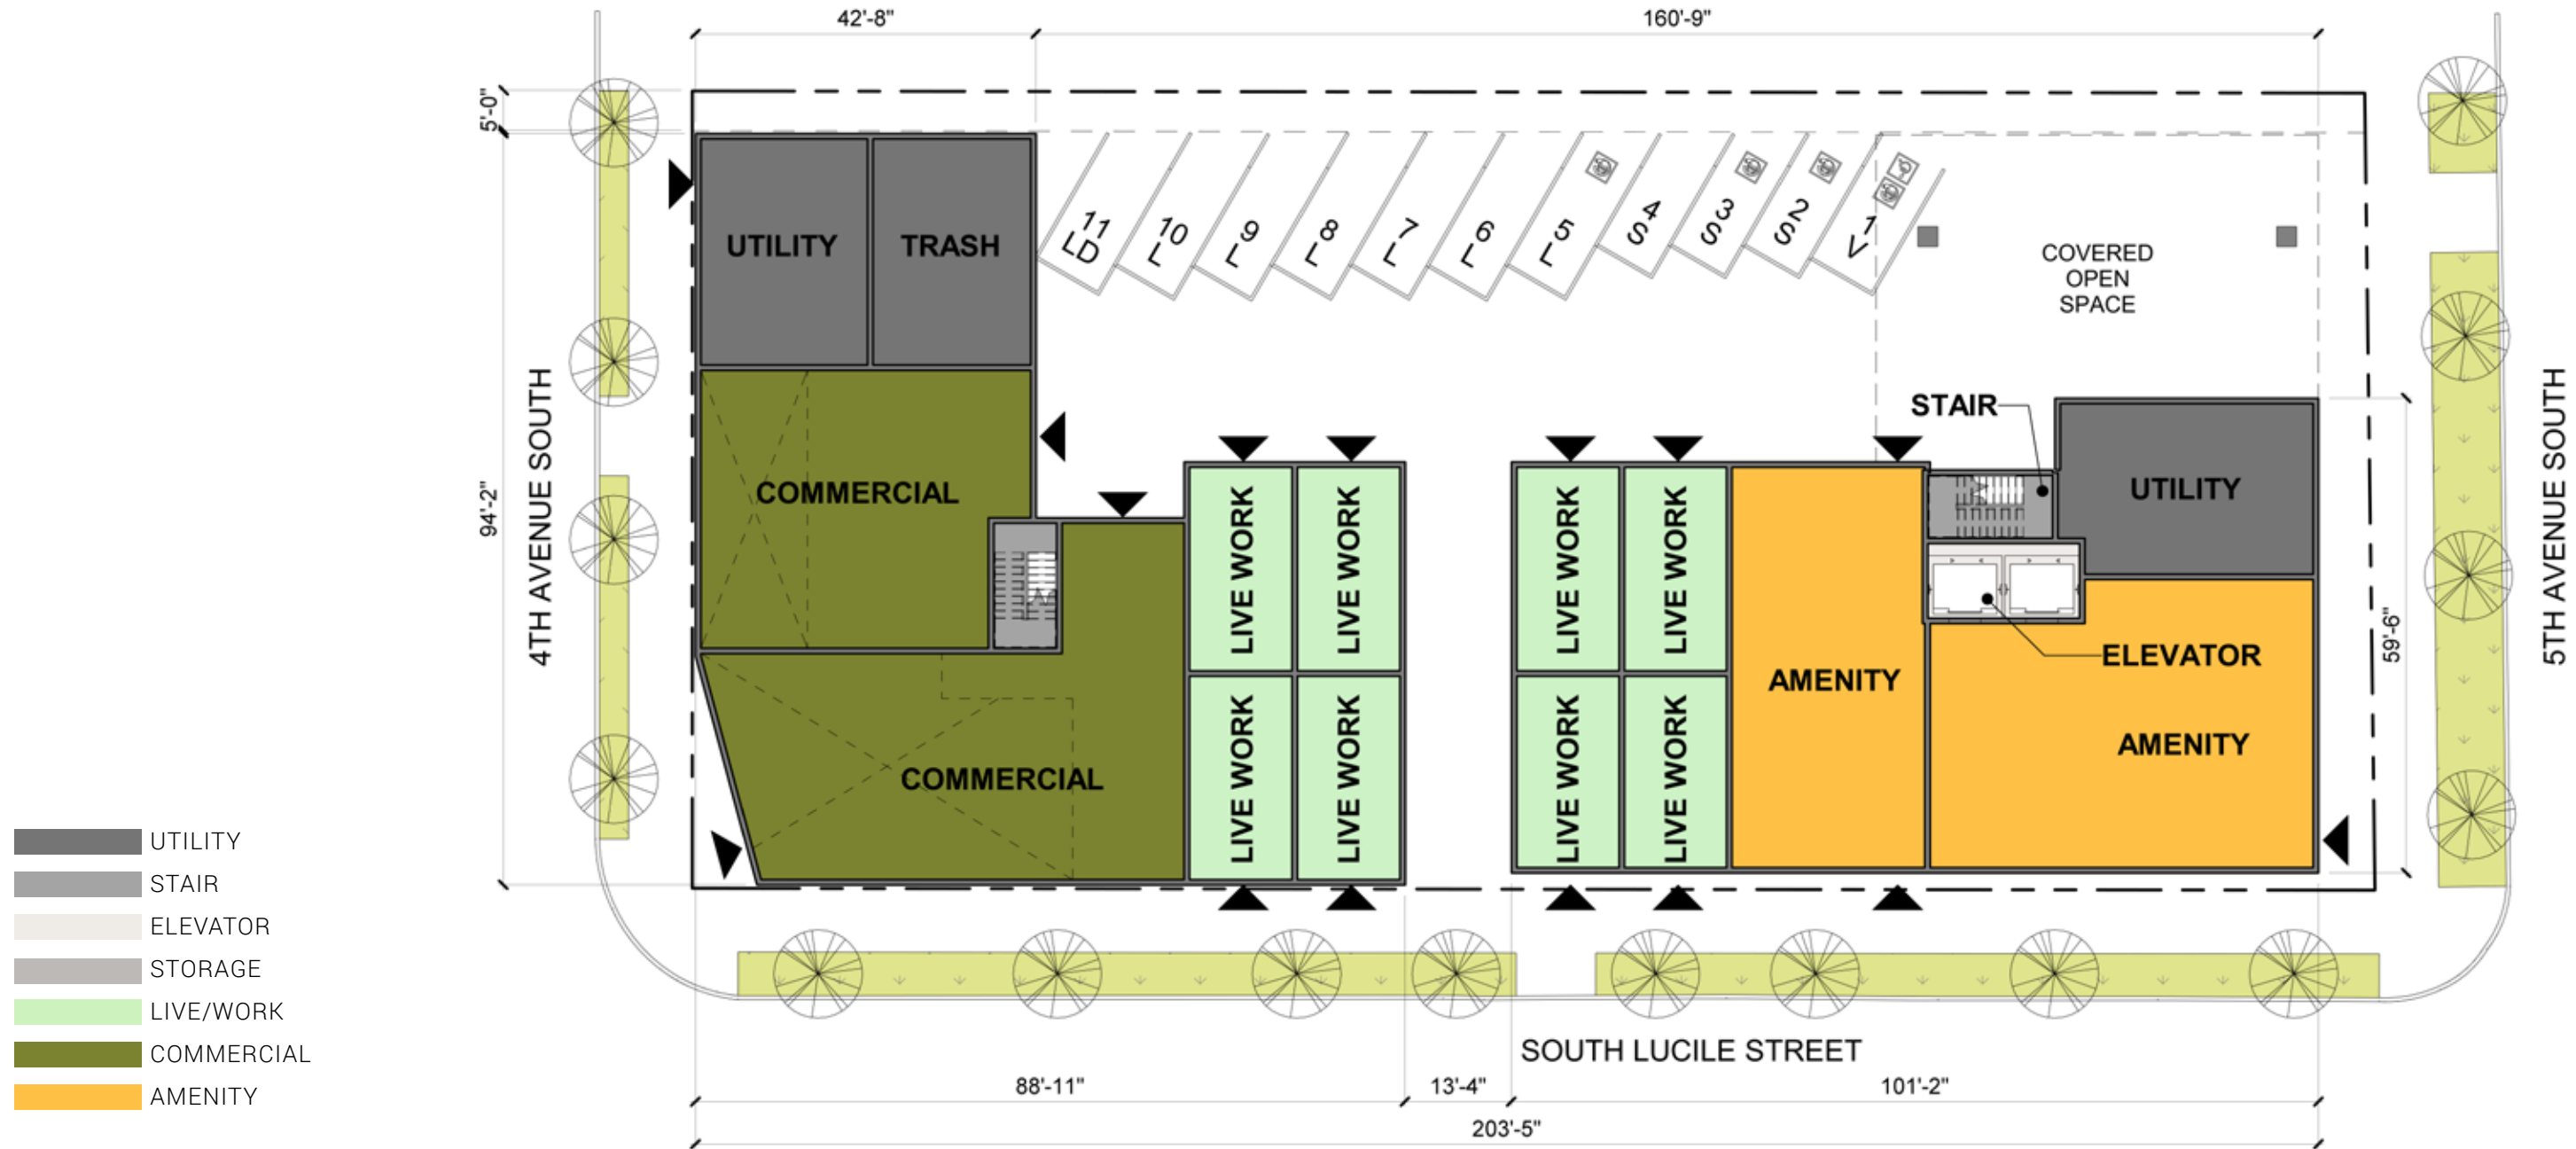 42'-8"
160'-9"
5'-0"
94'-2"
4TH AVENUE SOUTH
UTILITY
TRASH
11
LD
10
L
9
L
8
L
7
L
6
L
5
L
4
S
3
S
2
S
1
V
COVERED
OPEN
SPACE
STAIR
UTILITY
COMMERCIAL
LIVE WORK
LIVE WORK
LIVE WORK
LIVE WORK
ELEVATOR
AMENITY
AMENITY
COMMERCIAL
LIVE WORK
LIVE WORK
LIVE WORK
LIVE WORK
59'-6"
5TH AVENUE SOUTH
UTILITY
STAIR
ELEVATOR
STORAGE
LIVE/WORK
COMMERCIAL
AMENITY
SOUTH LUCILE STREET
88'-11"
13'-4"
101'-2"
203'-5"